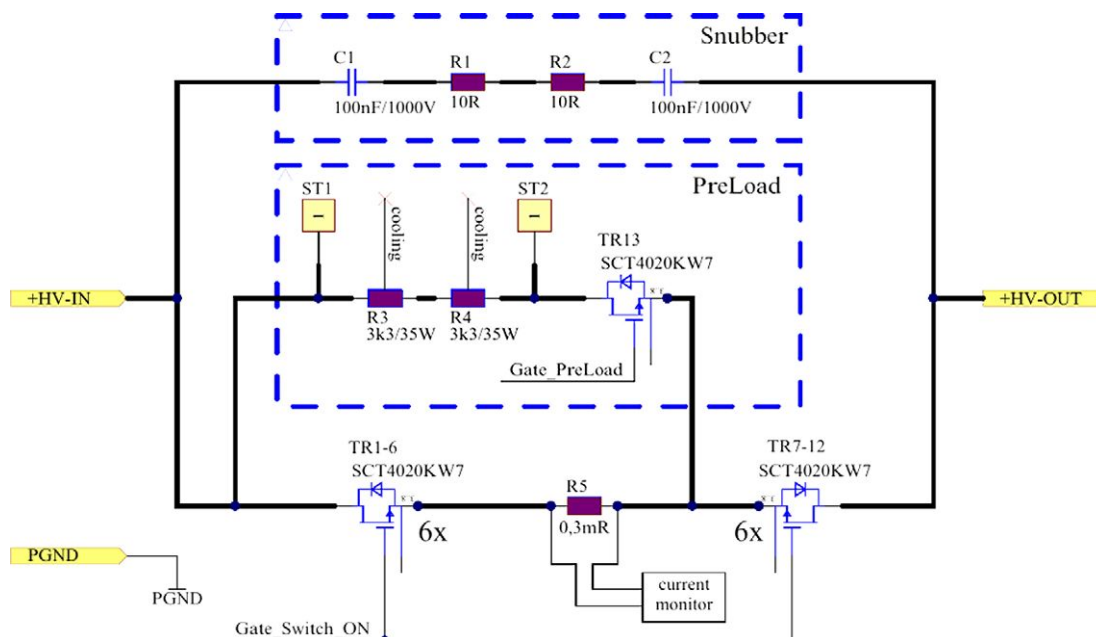 Snubber
C1
R1
R2
C2
100nF/1000V
10R
10R
100nF/1000V
PreLoad
ST1
ST2
1
1
cooling
cooling
TR13
SCT4020KW7
+HV-IN
+HV-OUT
R3
R4
3k3/35W
3k3/35W
Gate_PreLoad
TR1-6
SCT4020KW7
R5
TR7-12
SCT4020KW7
6x
0,3mR
6x
PGND
PGND
current
monitor
Gate_Switch_ON